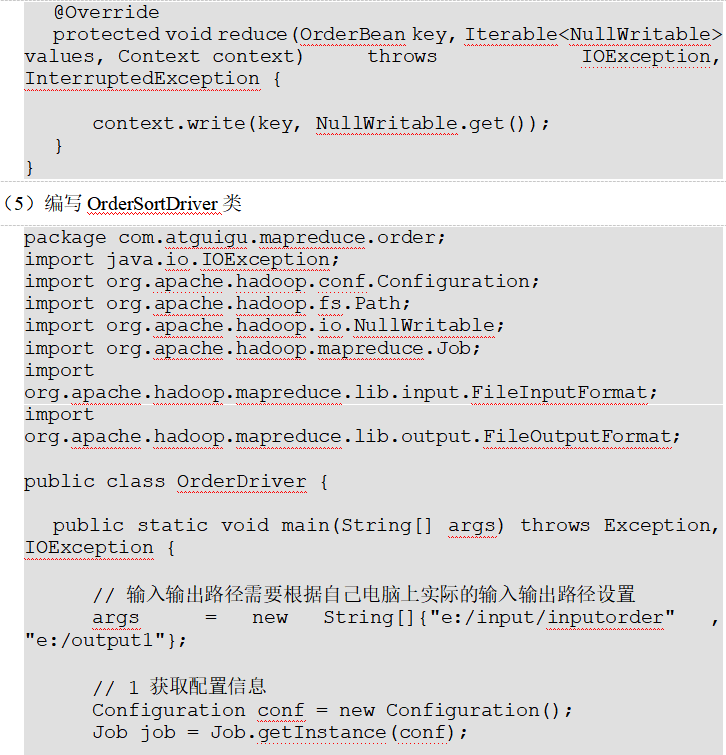 @Override
protected void reduce(OrderBean key, Iterable<NullWritable>
values, Context context) throws IOException,
InterruptedException {
context.write(key, NullWritable.get());
}
}
（5）编写 OrderSortDriver 类
package com.atguigu.mapreduce.order;
import java.io.IOException;
import org.apache.hadoop.conf.Configuration;
import org.apache.hadoop.fs.Path;
import org.apache.hadoop.io.NullWritable;
import org.apache.hadoop.mapreduce.Job;
import
org.apache.hadoop.mapreduce.lib.input.FileInputFormat;
import
org.apache.hadoop.mapreduce.lib.output.FileOutputFormat;
public class OrderDriver {
public static void main(String[] args) throws Exception,
IOException {
// 输入输出路径需要根据自己电脑上实际的输入输出路径设置
args = new String[]{"e:/input/inputorder" ,
"e:/output1"};
// 1 获取配置信息
Configuration conf = new Configuration();
Job job = Job.getInstance(conf);